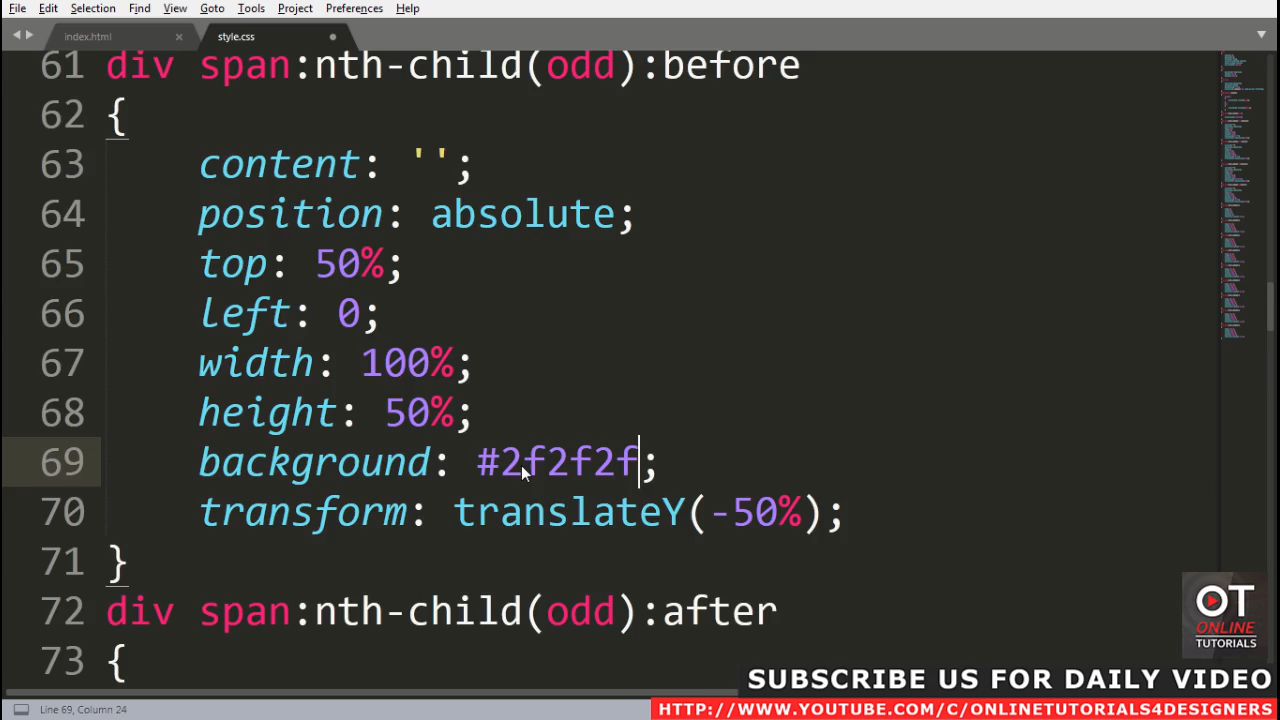 File Edit Selection Find View Goto Tools Project Preferences Help
index.html × style.css
61 div span:nth-child(odd):before
62 {
63 content: '';
64 position: absolute;
65 top: 50%;
66 left: 0;
67 width: 100%;
68 height: 50%;
69 background: #2f2f2f;
70 transform: translateY(-50%);
71 }
72 div span:nth-child(odd):after
73 {
OT
ONLINE
TUTORIALS
SUBSCRIBE US FOR DAILY VIDEO
Line 69, Column 24
HTTP://WWW.YOUTUBE.COM/C/ONLINETUTORIALS4DESIGNERS